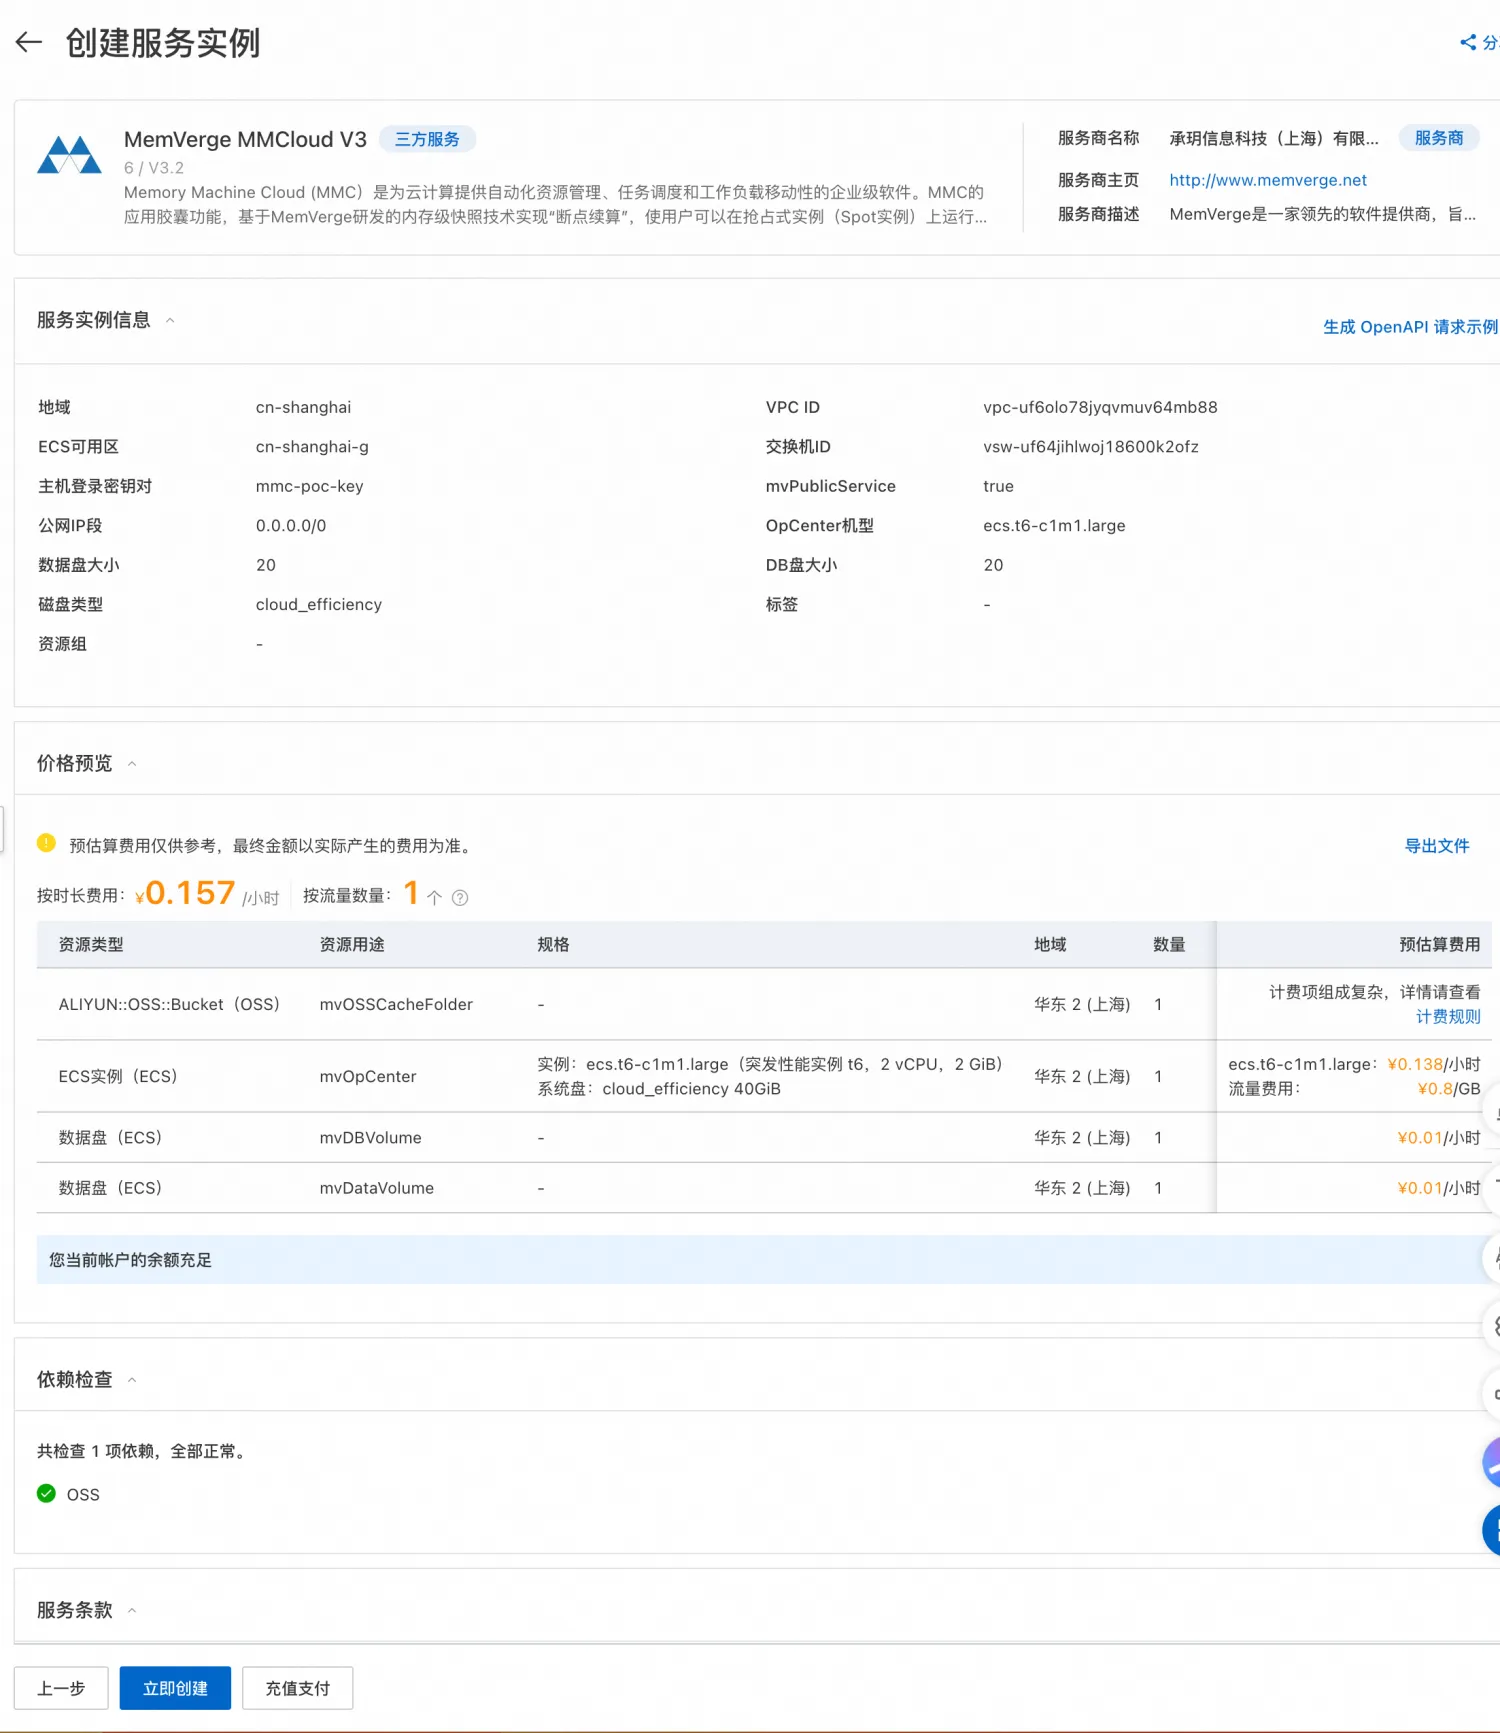 创建服务实例
分
MemVerge MMCloud V3 三方服务
6 / V3.2
Memory Machine Cloud (MMC) 是为云计算提供自动化资源管理、任务调度和工作负载移动性的企业级软件。MMC的
应用胶囊功能，基于MemVerge研发的内存级快照技术实现“断点续算”，使用户可以在抢占式实例（Spot实例）上运行...
服务商名称 承玥信息科技（上海）有限... 服务商
服务商主页 http://www.memverge.net
服务商描述 MemVerge是一家领先的软件提供商，旨...
服务实例信息
生成 OpenAPI 请求示例
地域 cn-shanghai VPC ID vpc-uf6olo78jyqvmuv64mb88
ECS可用区 cn-shanghai-g 交换机ID vsw-uf64jihlwoj18600k2ofz
主机登录密钥对 mmc-poc-key mvPublicService true
公网IP段 0.0.0.0/0 OpCenter机型 ecs.t6-c1m1.large
数据盘大小 20 DB盘大小 20
磁盘类型 cloud_efficiency 标签 -
资源组 -
价格预览
预估算费用仅供参考，最终金额以实际产生的费用为准。 导出文件
按时长费用：¥0.157 /小时 按流量数量：1 个
资源类型 资源用途 规格 地域 数量 预估算费用
ALIYUN::OSS::Bucket（OSS） mvOSSCacheFolder - 华东 2 (上海) 1 计费项组成复杂，详情请查看
计费规则
ECS实例（ECS） mvOpCenter 实例：ecs.t6-c1m1.large（突发性能实例 t6，2 vCPU，2 GiB） 华东 2 (上海) 1 ecs.t6-c1m1.large：¥0.138/小时
系统盘：cloud_efficiency 40GiB 流量费用： ¥0.8/GB
数据盘（ECS） mvDBVolume - 华东 2 (上海) 1 ¥0.01/小时
数据盘（ECS） mvDataVolume - 华东 2 (上海) 1 ¥0.01/小时
您当前帐户的余额充足
依赖检查
共检查 1 项依赖，全部正常。
OSS
服务条款
上一步 立即创建 充值支付